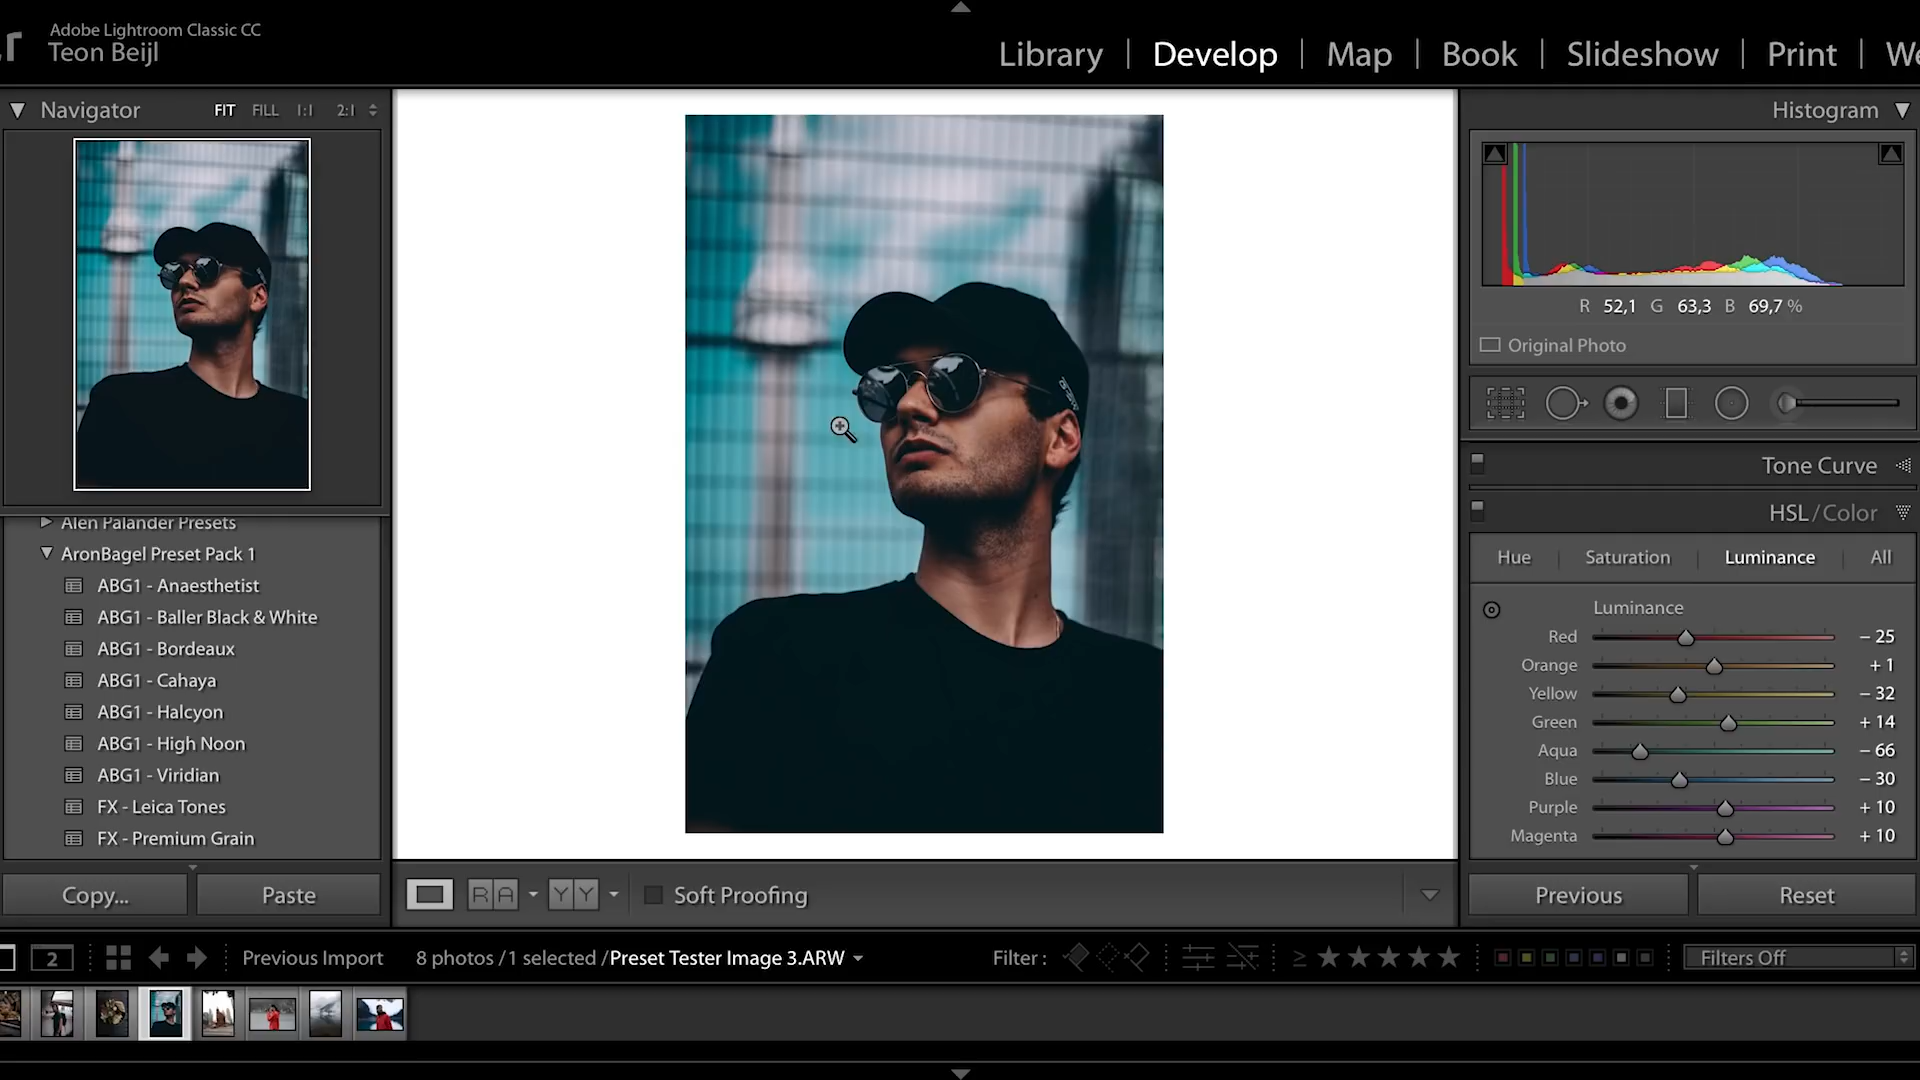 Adobe Lightroom Classic CC
Teon Beijl
Library | Develop | Map | Book | Slideshow | Print |
Navigator FIT FILL 1:1 2:1
Histogram
R 52,1 G 63,3 B 69,7 %
Original Photo
Tone Curve
HSL / Color
Hue Saturation Luminance All
Luminance
Red - 25
Orange + 1
Yellow - 32
Green + 14
Aqua - 66
Blue - 30
Purple + 10
Magenta + 10
Alen Palander Presets
AronBagel Preset Pack 1
ABG1 - Anaesthetist
ABG1 - Baller Black & White
ABG1 - Bordeaux
ABG1 - Cahaya
ABG1 - Halcyon
ABG1 - High Noon
ABG1 - Viridian
FX - Leica Tones
FX - Premium Grain
Copy... Paste
R A Y Y Soft Proofing
Previous Reset
2 Previous Import 8 photos / 1 selected / Preset Tester Image 3.ARW Filter : ≥ Filters Off